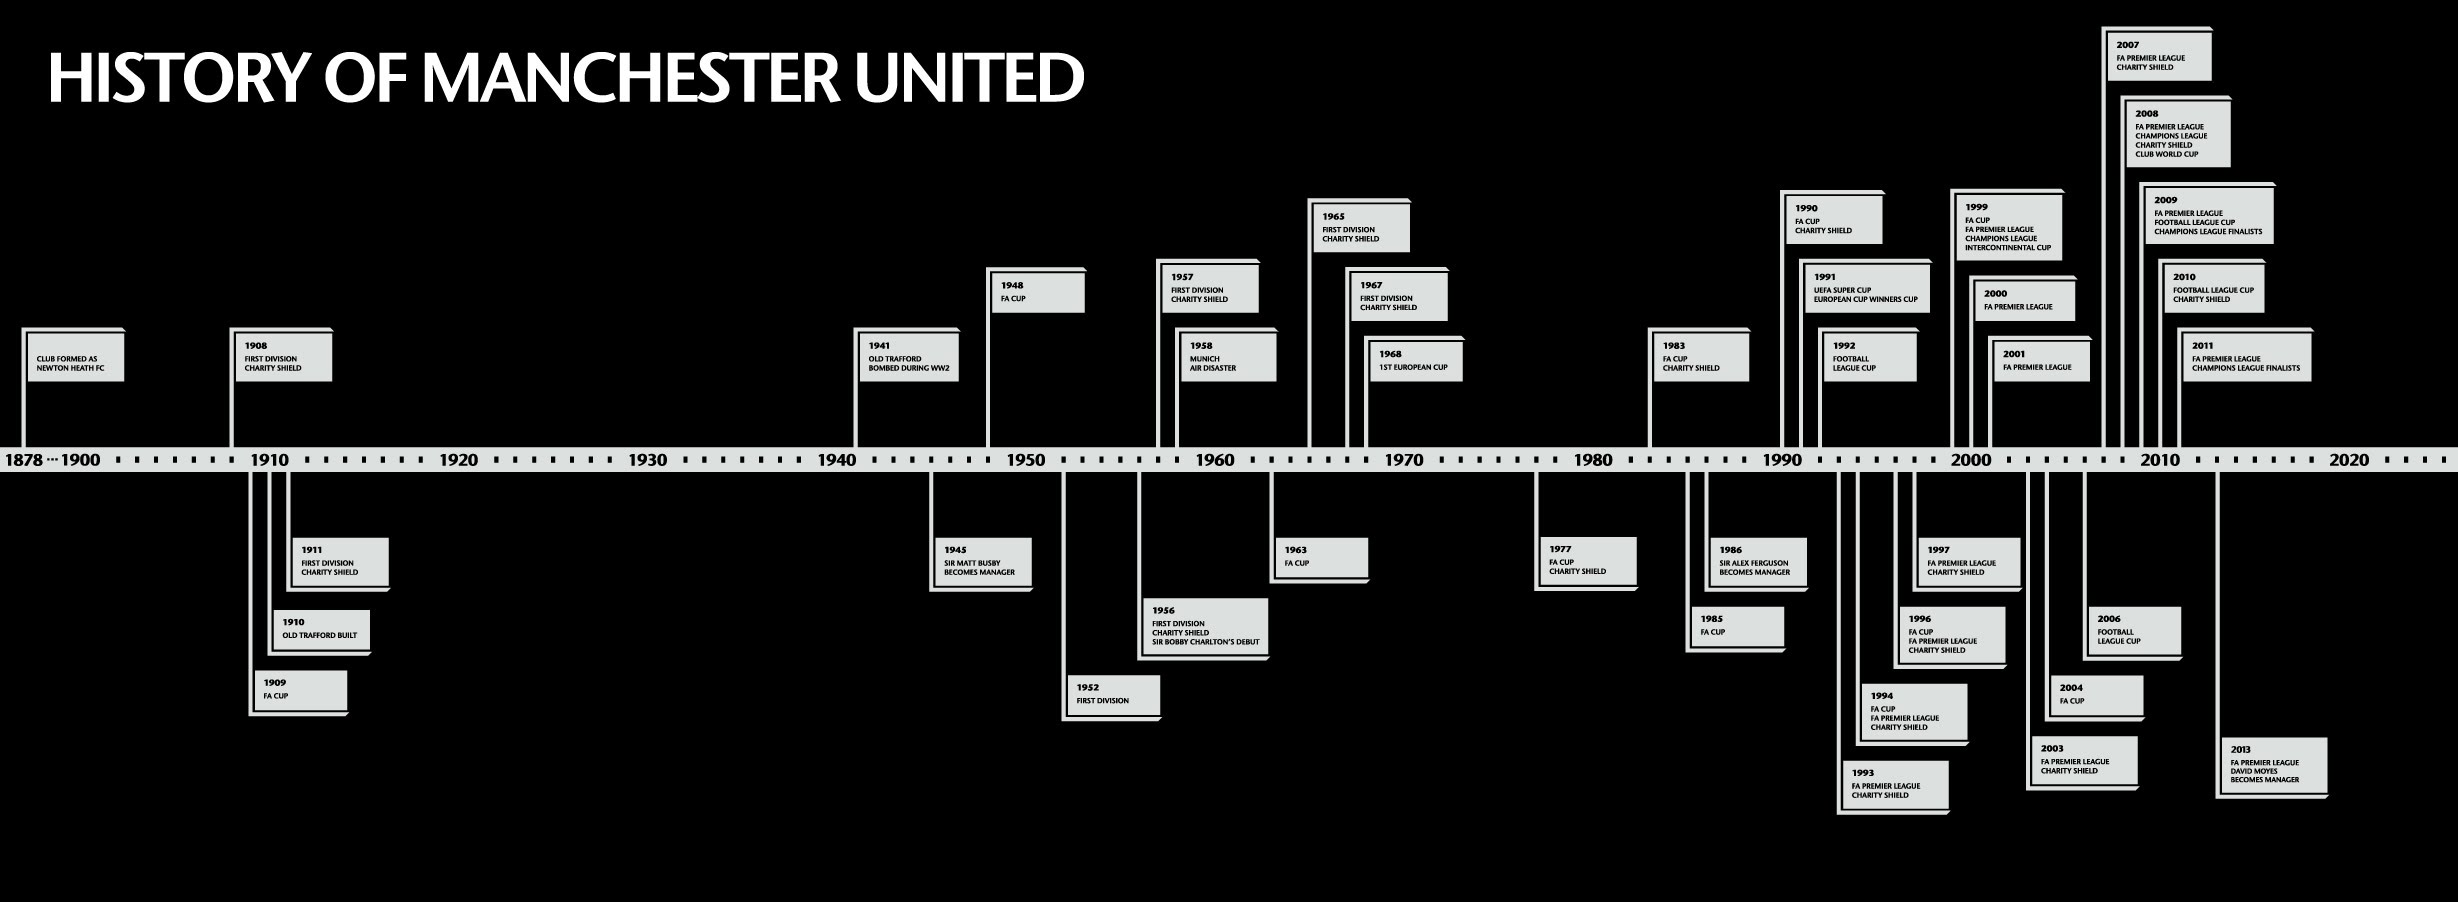 HISTORY OF MANCHESTER UNITED
CLUB FORMED AS
NEWTON HEATH FC
1908
FIRST DIVISION
CHARITY SHIELD
1941
OLD TRAFFORD
BOMBED DURING WW2
1948
FA CUP
1957
FIRST DIVISION
CHARITY SHIELD
1958
MUNICH
AIR DISASTER
1965
FIRST DIVISION
CHARITY SHIELD
1967
FIRST DIVISION
CHARITY SHIELD
1968
1ST EUROPEAN CUP
1983
FA CUP
CHARITY SHIELD
1990
FA CUP
CHARITY SHIELD
1991
UEFA SUPER CUP
EUROPEAN CUP WINNERS CUP
1992
FOOTBALL
LEAGUE CUP
1999
FA CUP
FA PREMIER LEAGUE
CHAMPIONS LEAGUE
INTERCONTINENTAL CUP
2000
FA PREMIER LEAGUE
2001
FA PREMIER LEAGUE
2007
FA PREMIER LEAGUE
CHARITY SHIELD
2008
FA PREMIER LEAGUE
CHAMPIONS LEAGUE
CHARITY SHIELD
CLUB WORLD CUP
2009
FA PREMIER LEAGUE
FOOTBALL LEAGUE CUP
CHAMPIONS LEAGUE FINALISTS
2010
FOOTBALL LEAGUE CUP
CHARITY SHIELD
2011
FA PREMIER LEAGUE
CHAMPIONS LEAGUE FINALISTS
1878 ··· 1900 1910 1920 1930 1940 1950 1960 1970 1980 1990 2000 2010 2020
1911
FIRST DIVISION
CHARITY SHIELD
1910
OLD TRAFFORD BUILT
1909
FA CUP
1945
SIR MATT BUSBY
BECOMES MANAGER
1952
FIRST DIVISION
1956
FIRST DIVISION
CHARITY SHIELD
SIR BOBBY CHARLTON'S DEBUT
1963
FA CUP
1977
FA CUP
CHARITY SHIELD
1986
SIR ALEX FERGUSON
BECOMES MANAGER
1985
FA CUP
1997
FA PREMIER LEAGUE
CHARITY SHIELD
1996
FA CUP
FA PREMIER LEAGUE
CHARITY SHIELD
1994
FA CUP
FA PREMIER LEAGUE
CHARITY SHIELD
1993
FA PREMIER LEAGUE
CHARITY SHIELD
2006
FOOTBALL
LEAGUE CUP
2004
FA CUP
2003
FA PREMIER LEAGUE
CHARITY SHIELD
2013
FA PREMIER LEAGUE
DAVID MOYES
BECOMES MANAGER